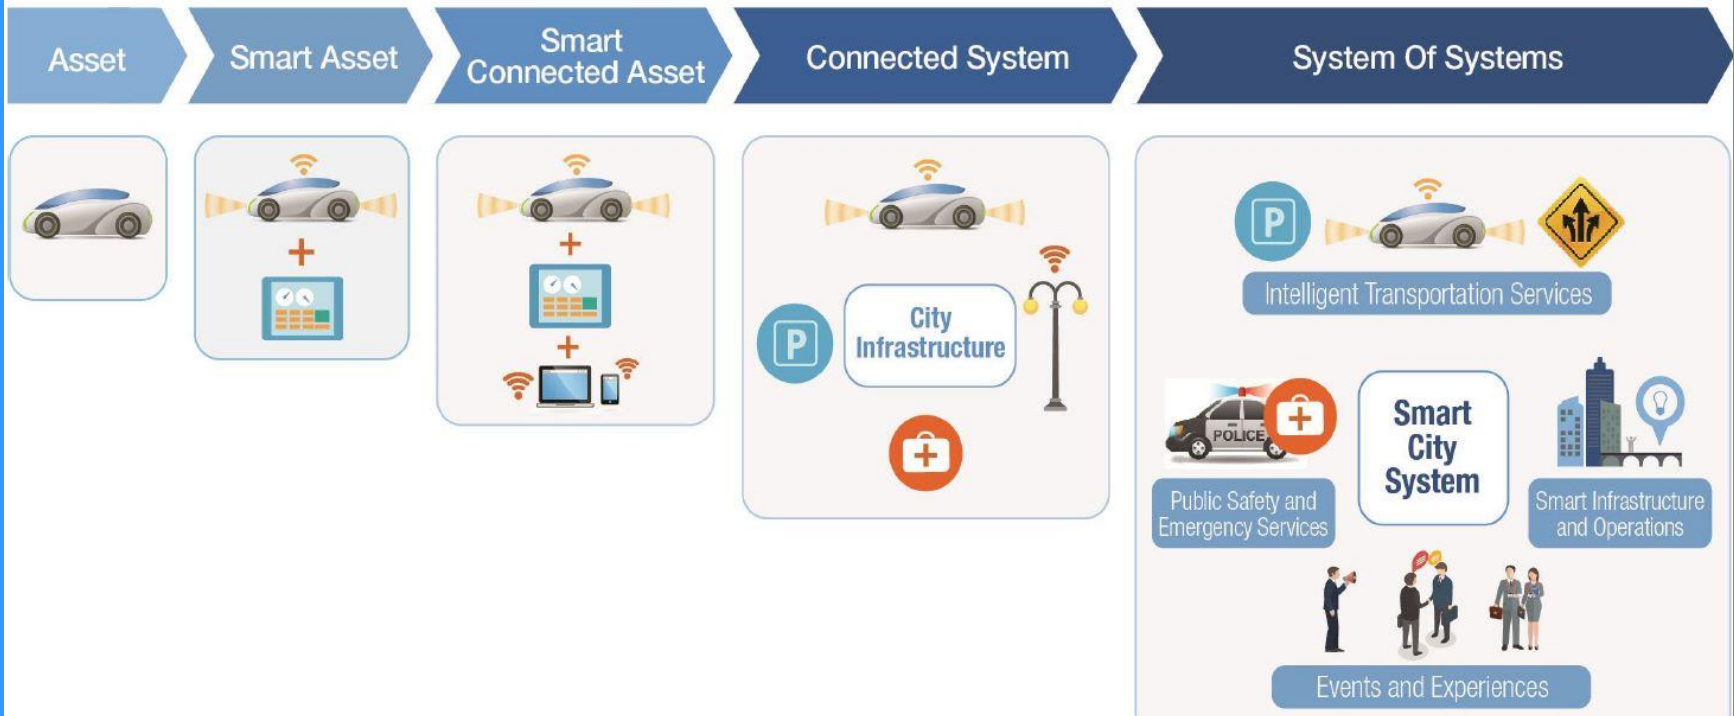 Asset
Smart Asset
Smart
Connected Asset
Connected System
System Of Systems
P
City
Infrastructure
P
Intelligent Transportation Services
POLICE
Public Safety and
Emergency Services
Smart
City
System
Smart Infrastructure
and Operations
Events and Experiences